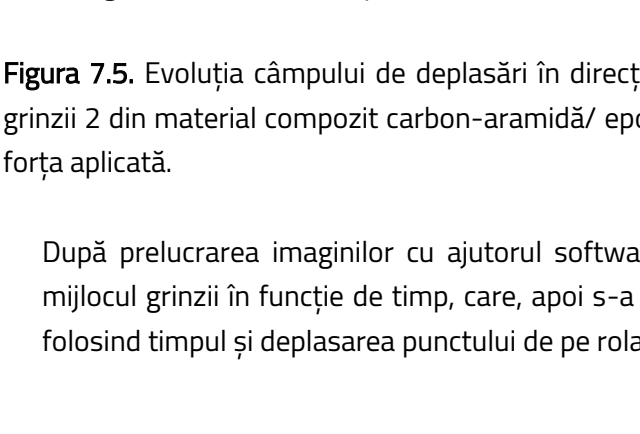 Figura 7.5. Evoluția câmpului de deplasări în direcț
grinzii 2 din material compozit carbon-aramidă/ epo
forța aplicată.
După prelucrarea imaginilor cu ajutorul softwa
mijlocul grinzii în funcție de timp, care, apoi s-a
folosind timpul și deplasarea punctului de pe rola